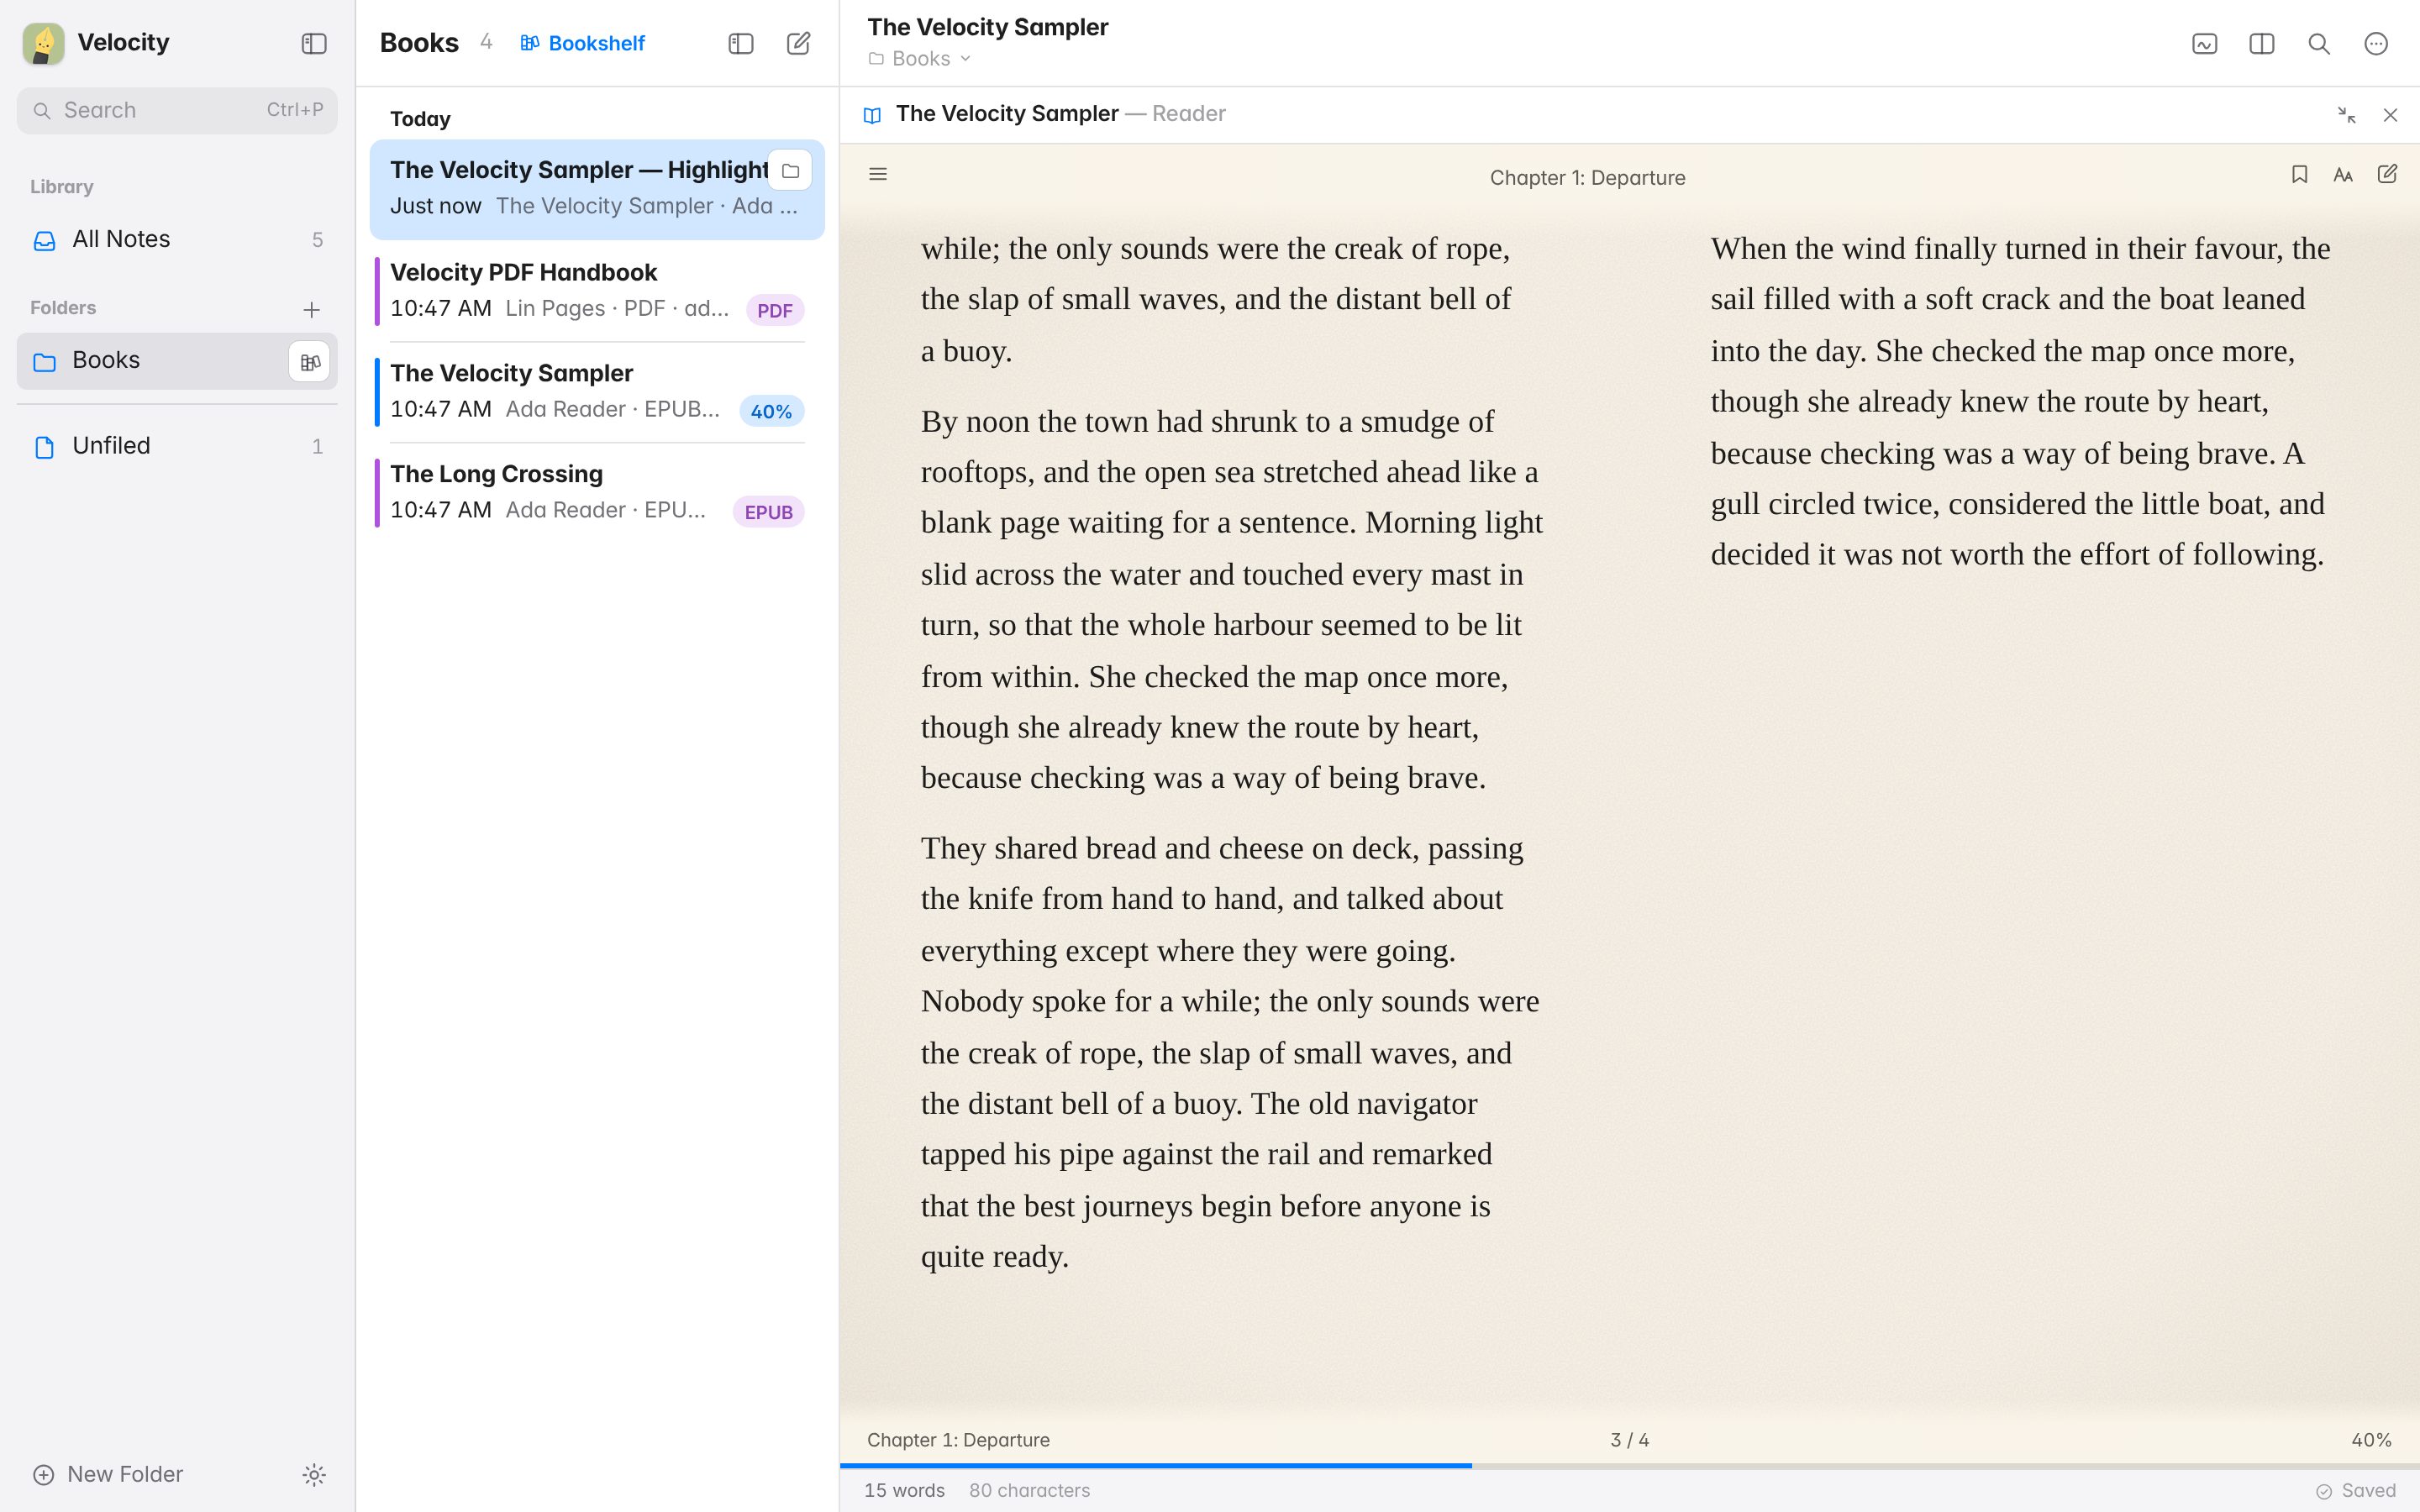 Velocity
Search Ctrl+P
Library
All Notes 5
Folders
Books
Unfiled 1
New Folder
Books 4 Bookshelf
Today
The Velocity Sampler — Highlight
Just now The Velocity Sampler · Ada ...
Velocity PDF Handbook
10:47 AM Lin Pages · PDF · ad... PDF
The Velocity Sampler
10:47 AM Ada Reader · EPUB... 40%
The Long Crossing
10:47 AM Ada Reader · EPU... EPUB
The Velocity Sampler
Books
The Velocity Sampler — Reader
Chapter 1: Departure
AA
while; the only sounds were the creak of rope,
the slap of small waves, and the distant bell of
a buoy.
By noon the town had shrunk to a smudge of
rooftops, and the open sea stretched ahead like a
blank page waiting for a sentence. Morning light
slid across the water and touched every mast in
turn, so that the whole harbour seemed to be lit
from within. She checked the map once more,
though she already knew the route by heart,
because checking was a way of being brave.
They shared bread and cheese on deck, passing
the knife from hand to hand, and talked about
everything except where they were going.
Nobody spoke for a while; the only sounds were
the creak of rope, the slap of small waves, and
the distant bell of a buoy. The old navigator
tapped his pipe against the rail and remarked
that the best journeys begin before anyone is
quite ready.
When the wind finally turned in their favour, the
sail filled with a soft crack and the boat leaned
into the day. She checked the map once more,
though she already knew the route by heart,
because checking was a way of being brave. A
gull circled twice, considered the little boat, and
decided it was not worth the effort of following.
Chapter 1: Departure 3 / 4 40%
15 words 80 characters Saved